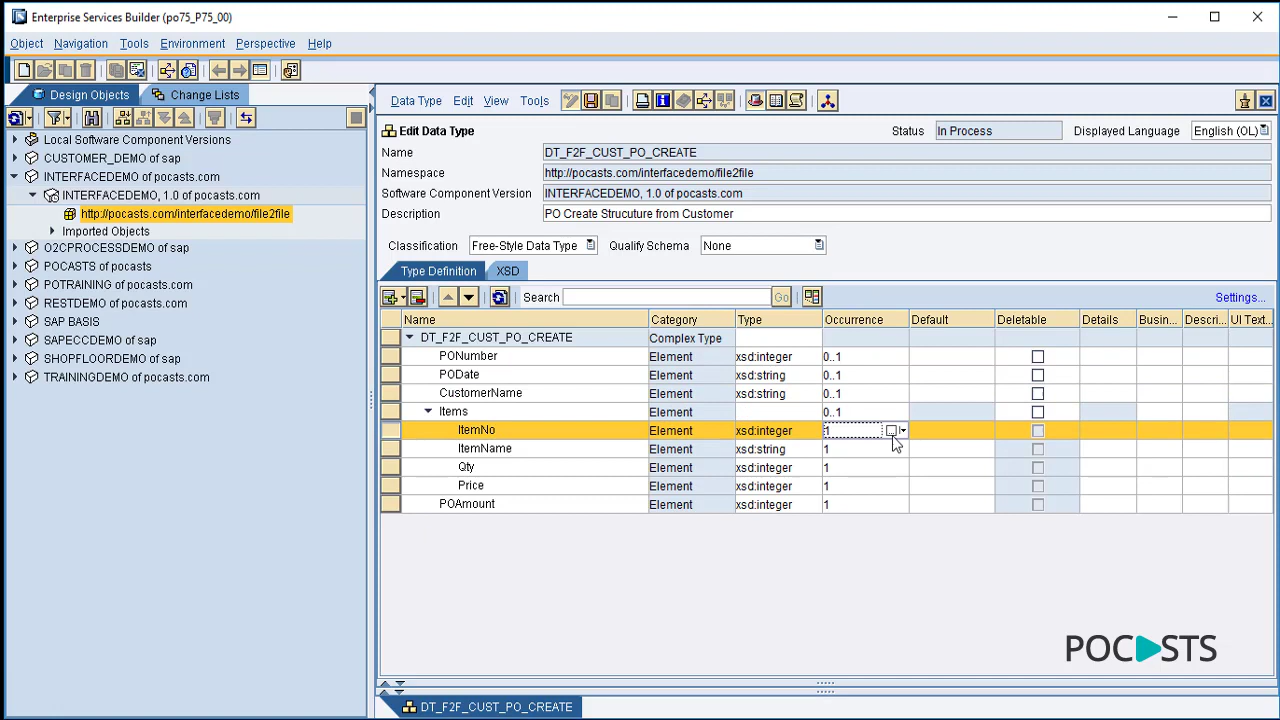 Enterprise Services Builder (po75_P75_00)
Object Navigation Tools Environment Perspective Help
Design Objects Change Lists
Local Software Component Versions
CUSTOMER_DEMO of sap
INTERFACEDEMO of pocasts.com
INTERFACEDEMO, 1.0 of pocasts.com
http://pocasts.com/interfacedemo/file2file
Imported Objects
O2CPROCESSDEMO of sap
POCASTS of pocasts
POTRAINING of pocasts.com
RESTDEMO of pocasts.com
SAP BASIS
SAPECCDEMO of pocasts.com
SHOPFLOORDEMO of sap
TRAININGDEMO of pocasts.com
Data Type Edit View Tools
Edit Data Type Status In Process Displayed Language English (OL)
Name DT_F2F_CUST_PO_CREATE
Namespace http://pocasts.com/interfacedemo/file2file
Software Component Version INTERFACEDEMO, 1.0 of pocasts.com
Description PO Create Strucuture from Customer
Classification Free-Style Data Type Qualify Schema None
Type Definition XSD
Search Go Settings...
Name Category Type Occurrence Default Deletable Details Busin... Descri... UI Text...
DT_F2F_CUST_PO_CREATE Complex Type
PONumber Element xsd:integer 0..1
PODate Element xsd:string 0..1
CustomerName Element xsd:string 0..1
Items Element 0..1
ItemNo Element xsd:integer 1
ItemName Element xsd:string 1
Qty Element xsd:integer 1
Price Element xsd:integer 1
POAmount Element xsd:integer 1
POCASTS
DT_F2F_CUST_PO_CREATE